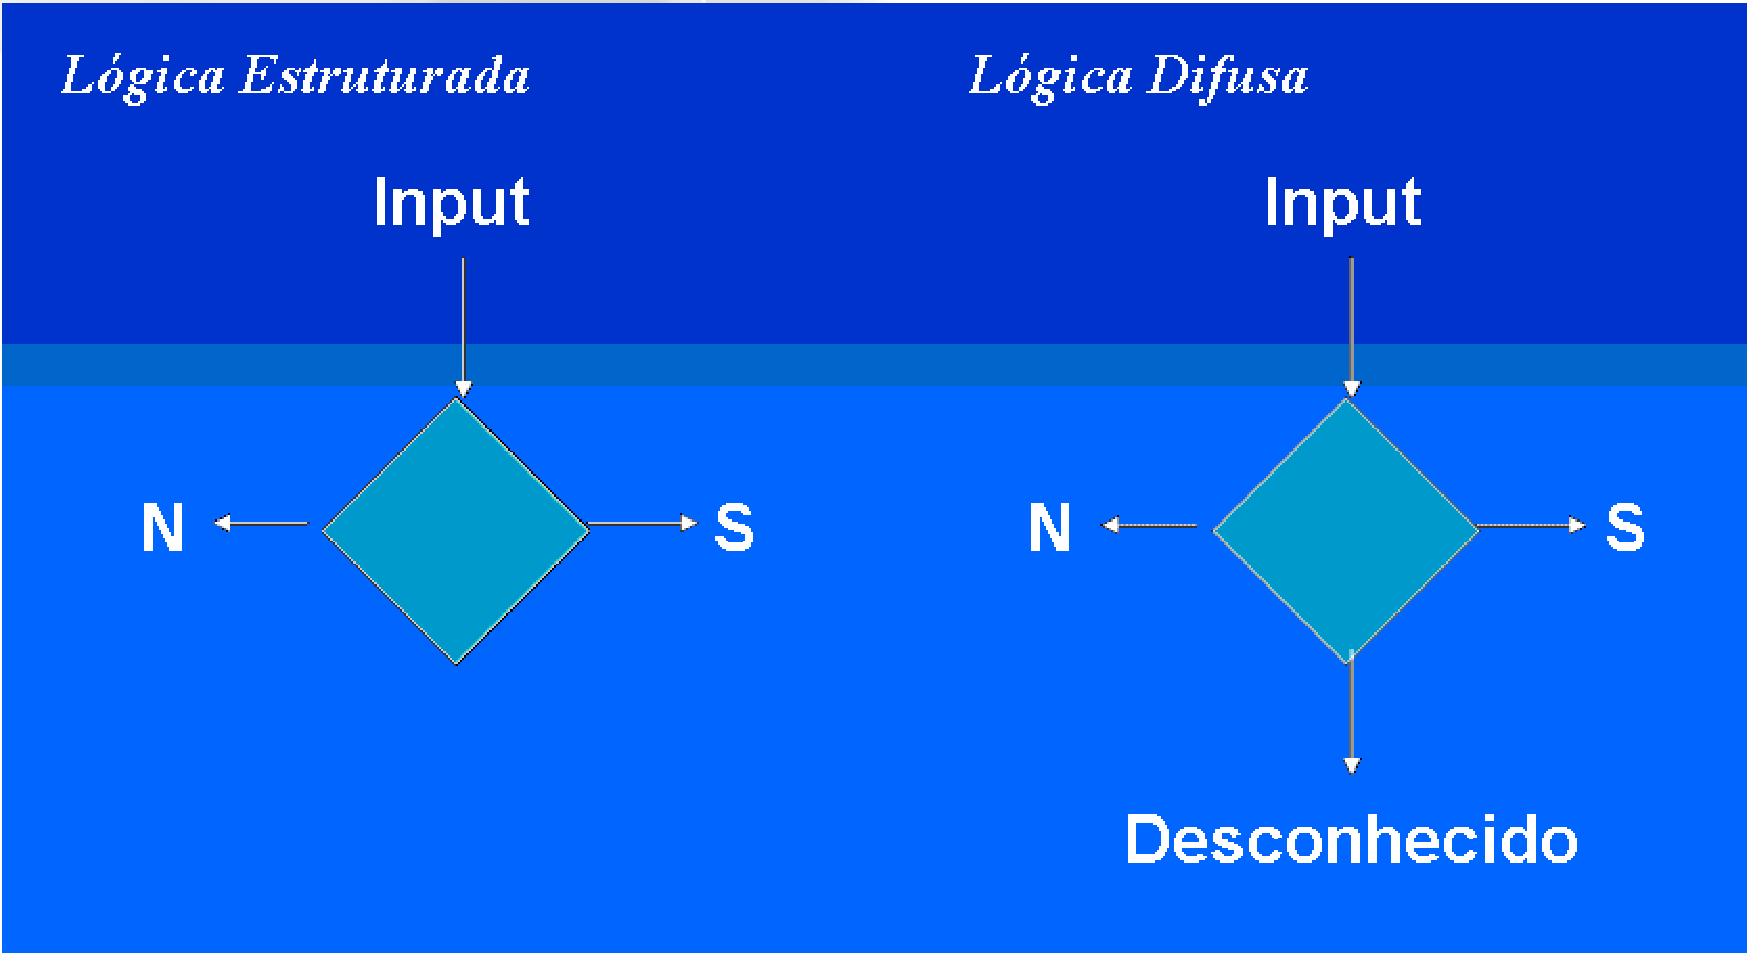 Lógica Estruturada
Input
N
S
Lógica Difusa
Input
N
S
Desconhecido